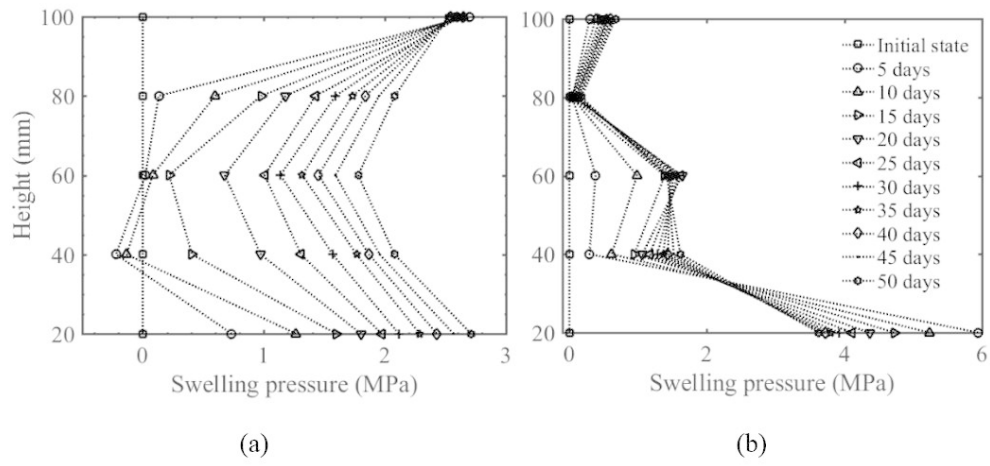 100
80
60
40
20
Height (mm)
0
1
2
3
Swelling pressure (MPa)
(a)
100
80
60
40
20
0
2
4
6
Swelling pressure (MPa)
Initial state
5 days
10 days
15 days
20 days
25 days
30 days
35 days
40 days
45 days
50 days
(b)